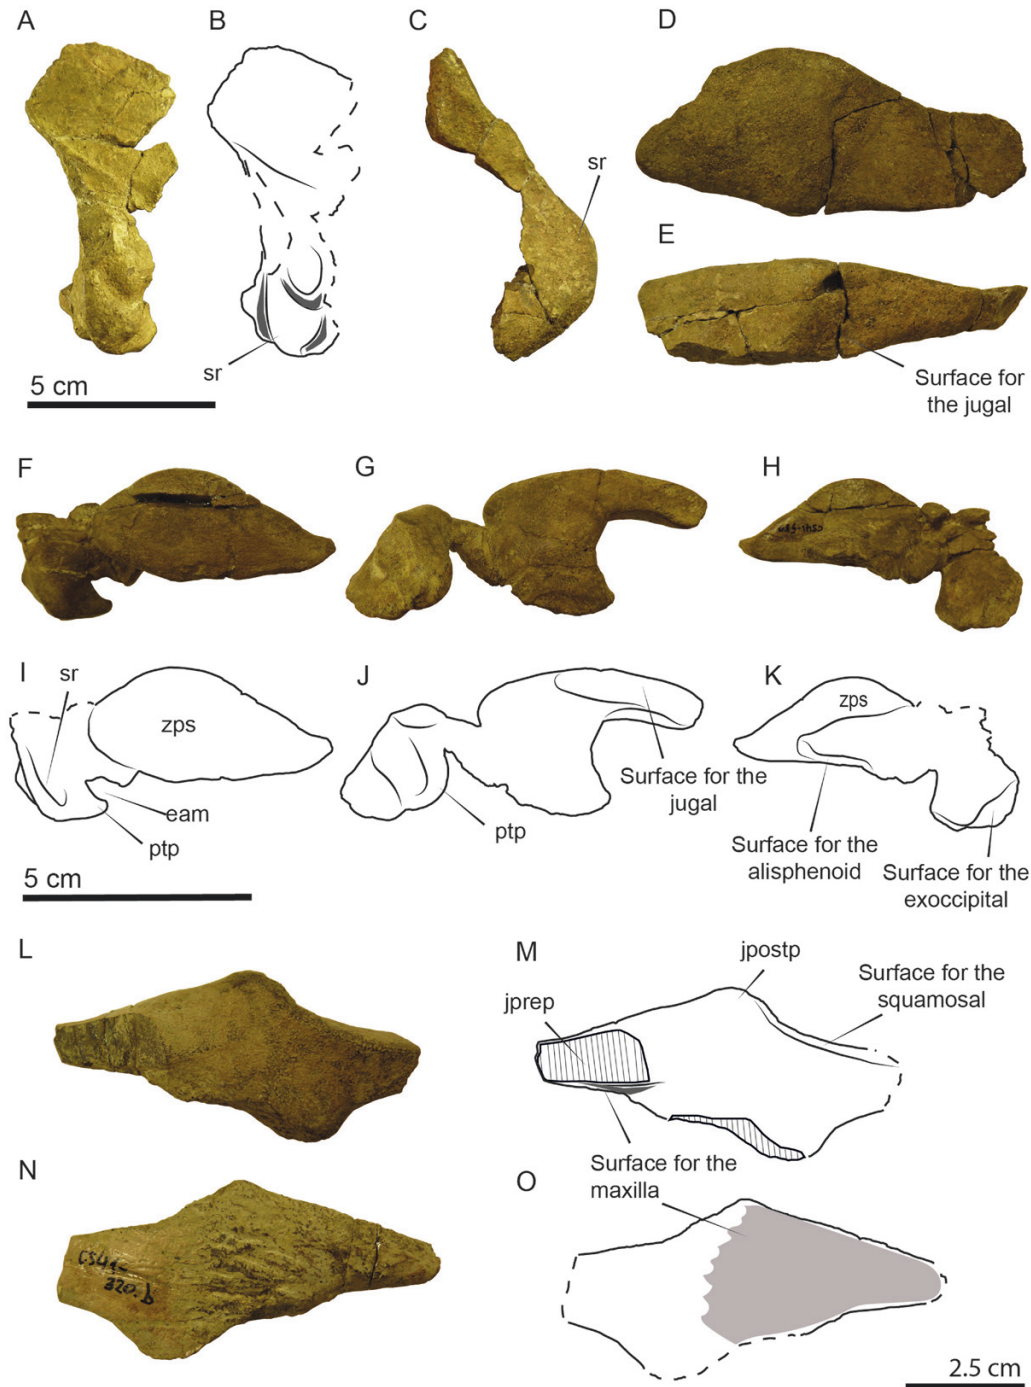 A
B
C
D
sr
E
sr
5 cm
Surface for
the jugal
F
G
H
I
sr
J
K
zps
zps
eam
ptp
ptp
Surface for the
jugal
Surface for the
alisphenoid
Surface for the
exoccipital
5 cm
L
M
jpostp
jprep
Surface for the
squamosal
N
Surface for the
maxilla
O
CS41-
320.b
2.5 cm